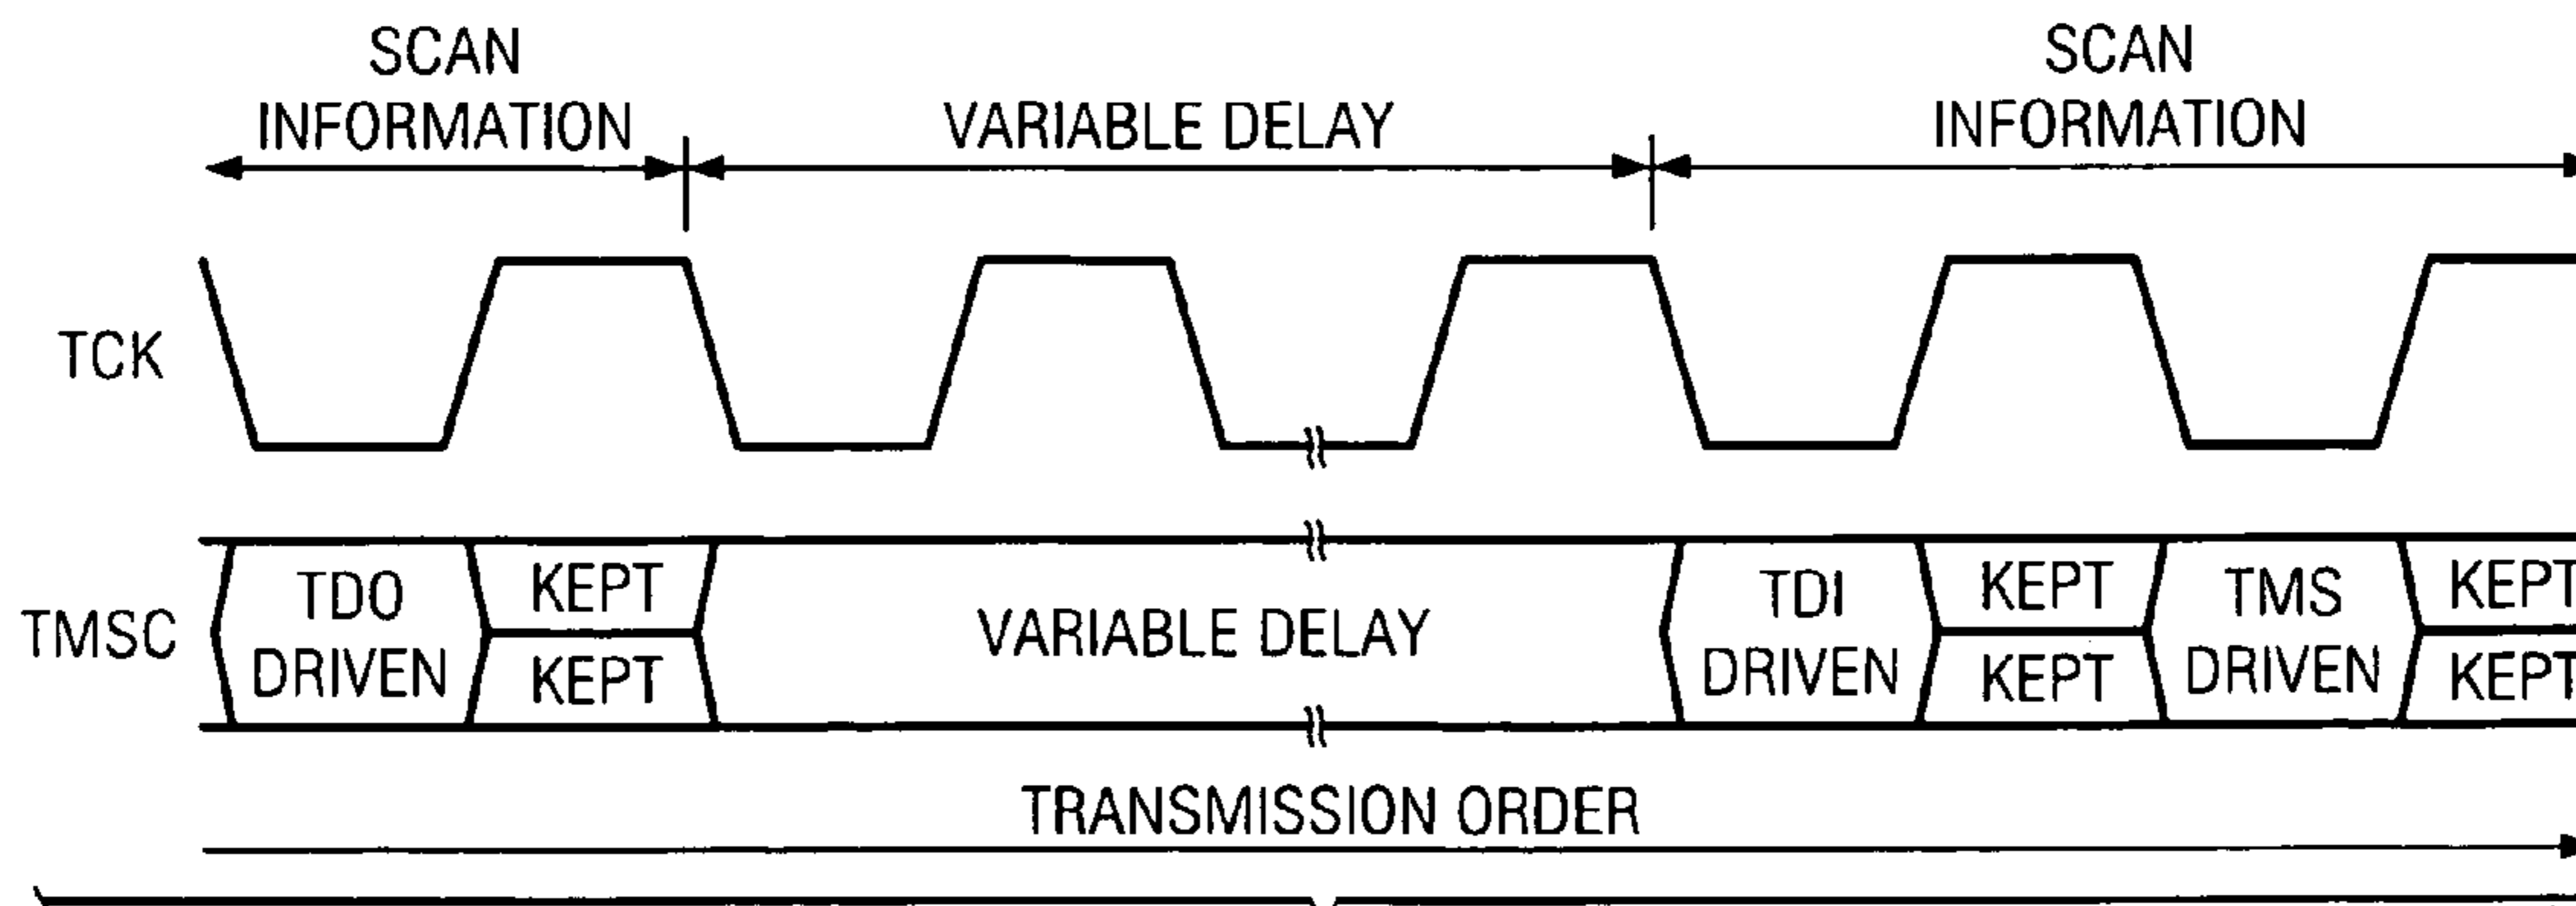 SCAN
INFORMATION
VARIABLE DELAY
SCAN
INFORMATION
TCK
TMSC
TDO
DRIVEN
KEPT
KEPT
VARIABLE DELAY
TDI
DRIVEN
KEPT
KEPT
TMS
DRIVEN
KEPT
KEPT
TRANSMISSION ORDER